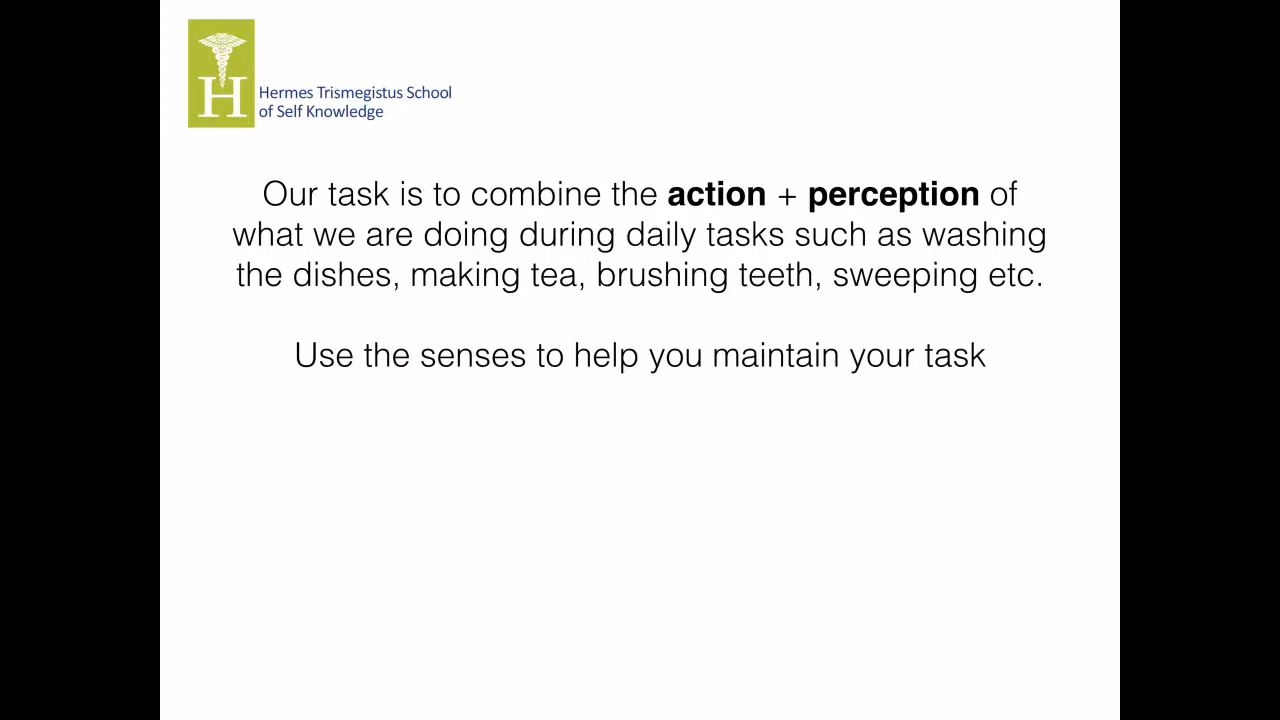 H
Hermes Trismegistus School
of Self Knowledge
Our task is to combine the action + perception of
what we are doing during daily tasks such as washing
the dishes, making tea, brushing teeth, sweeping etc.
Use the senses to help you maintain your task